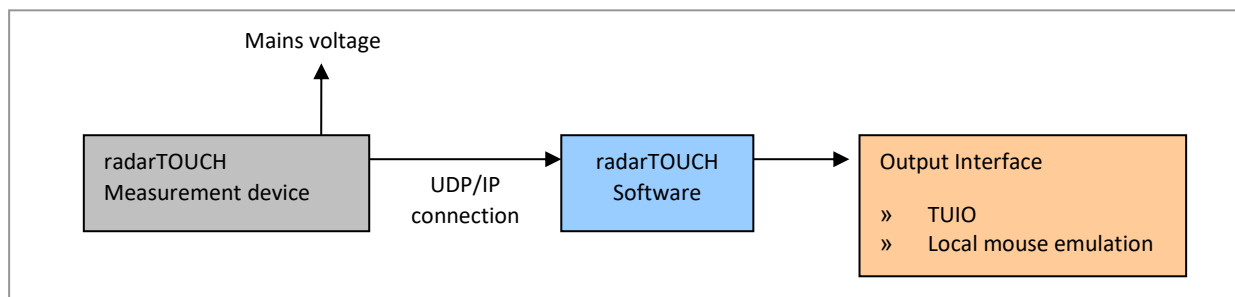 Mains voltage
radarTOUCH
Measurement device
UDP/IP
connection
radarTOUCH
Software
Output Interface
» TUIO
» Local mouse emulation